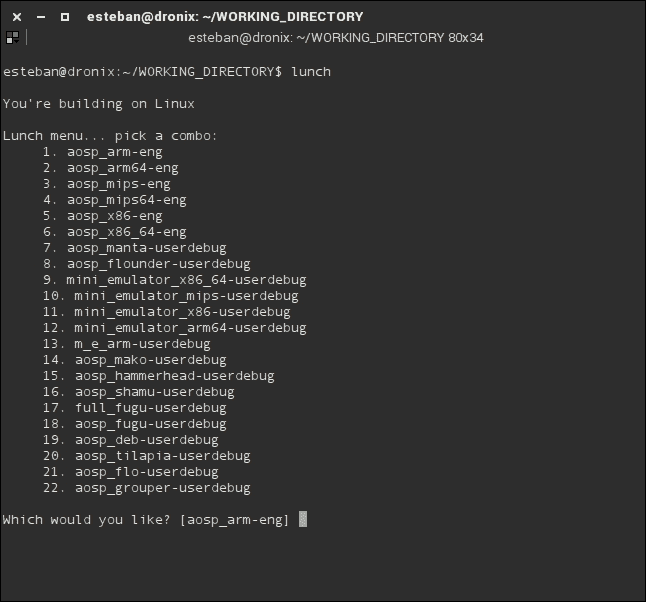 esteban@dronix: ~/WORKING_DIRECTORY
esteban@dronix: ~/WORKING_DIRECTORY 80x34
esteban@dronix:~/WORKING_DIRECTORY$ lunch
You're building on Linux
Lunch menu... pick a combo:
1. aosp_arm-eng
2. aosp_arm64-eng
3. aosp_mips-eng
4. aosp_mips64-eng
5. aosp_x86-eng
6. aosp_x86_64-eng
7. aosp_manta-userdebug
8. aosp_flounder-userdebug
9. mini_emulator_x86_64-userdebug
10. mini_emulator_mips-userdebug
11. mini_emulator_x86-userdebug
12. mini_emulator_arm64-userdebug
13. m_e_arm-userdebug
14. aosp_mako-userdebug
15. aosp_hammerhead-userdebug
16. aosp_shamu-userdebug
17. full_fugu-userdebug
18. aosp_fugu-userdebug
19. aosp_deb-userdebug
20. aosp_tilapia-userdebug
21. aosp_flo-userdebug
22. aosp_grouper-userdebug
Which would you like? [aosp_arm-eng]